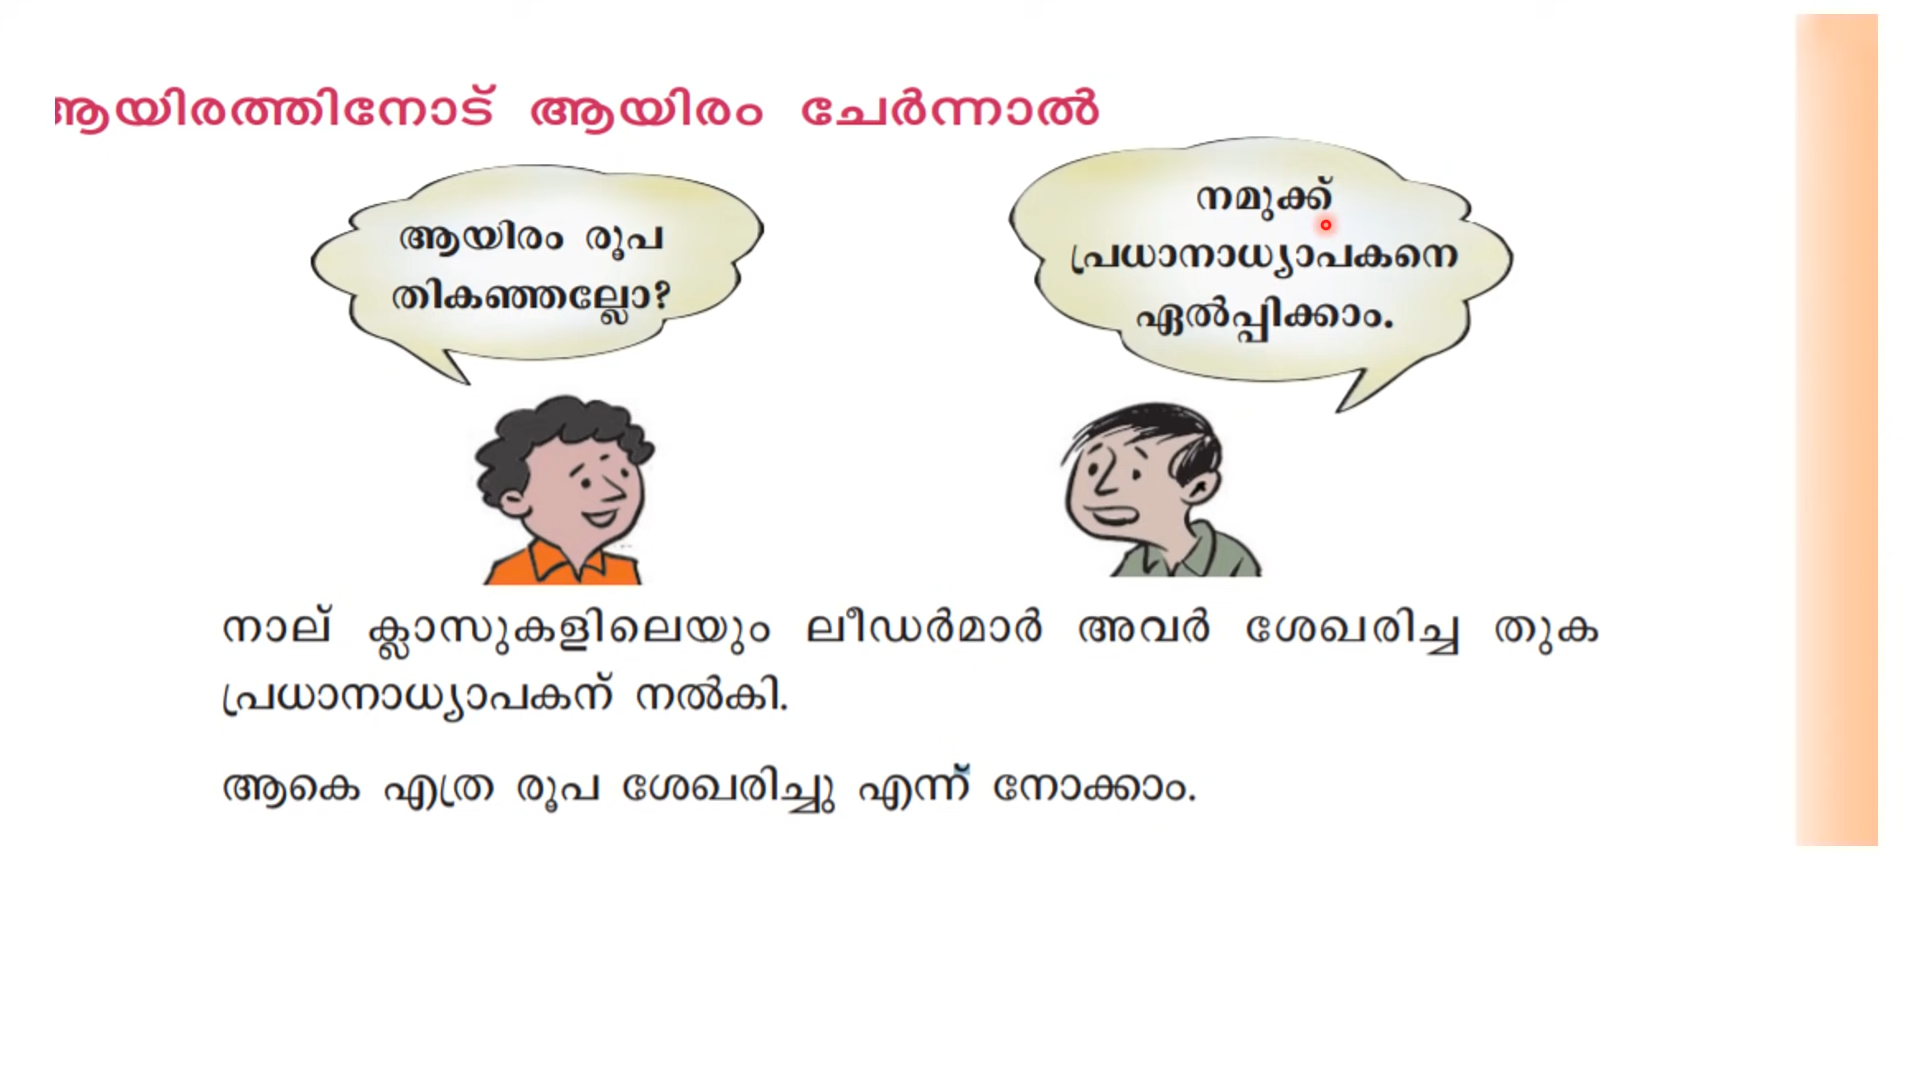 ആയിരത്തിനോട് ആയിരം ചേർന്നാൽ
ആയിരം രൂപ
തികഞ്ഞല്ലോ?
നമുക്ക്
പ്രധാനാധ്യാപകനെ
ഏൽപ്പിക്കാം.
നാല് ക്ലാസുകളിലെയും ലീഡർമാർ അവർ ശേഖരിച്ച തുക
പ്രധാനാധ്യാപകന് നൽകി.
ആകെ എത്ര രൂപ ശേഖരിച്ചു എന്ന് നോക്കാം.